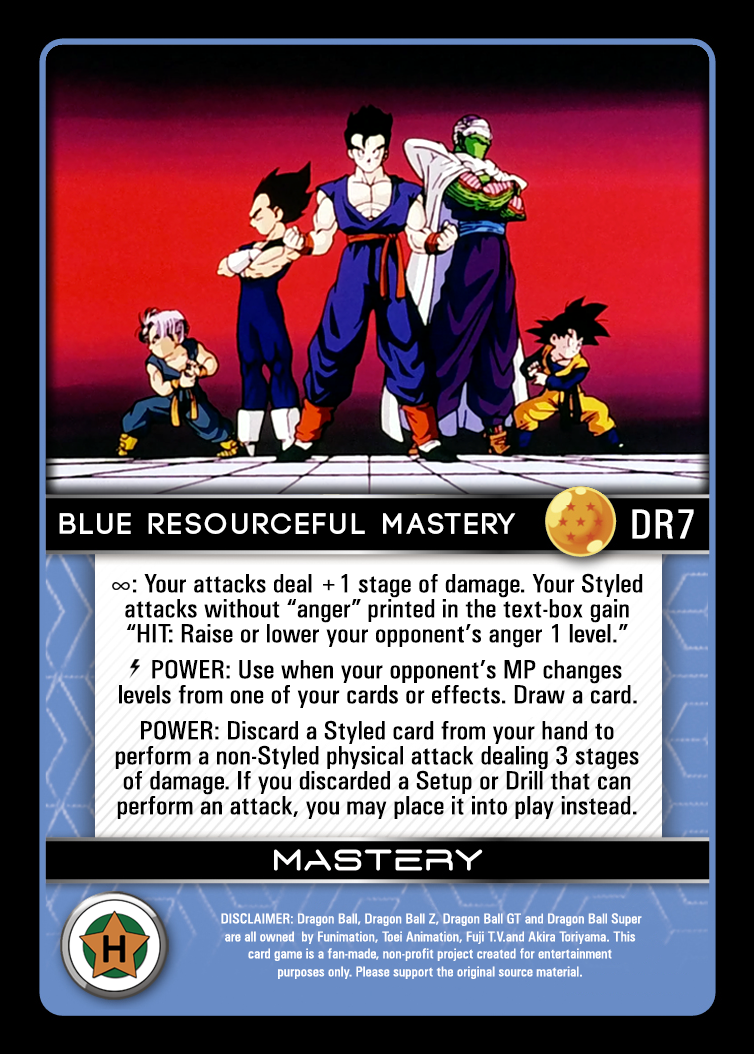 BLUE RESOURCEFUL MASTERY DR7
∞: Your attacks deal +1 stage of damage. Your Styled
attacks without “anger” printed in the text-box gain
“HIT: Raise or lower your opponent’s anger 1 level.”
POWER: Use when your opponent’s MP changes
levels from one of your cards or effects. Draw a card.
POWER: Discard a Styled card from your hand to
perform a non-Styled physical attack dealing 3 stages
of damage. If you discarded a Setup or Drill that can
perform an attack, you may place it into play instead.
MASTERY
H
DISCLAIMER: Dragon Ball, Dragon Ball Z, Dragon Ball GT and Dragon Ball Super
are all owned by Funimation, Toei Animation, Fuji T.V.and Akira Toriyama. This
card game is a fan-made, non-profit project created for entertainment
purposes only. Please support the original source material.